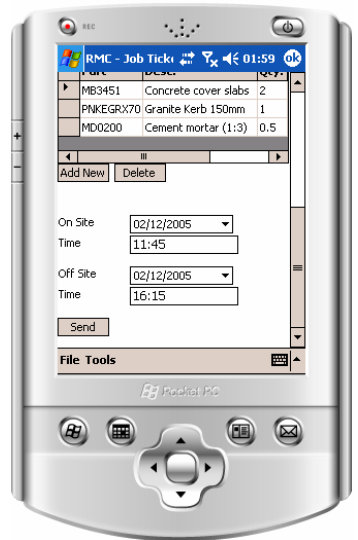 REC
RMC - Job Ticke 01:59 ok
Part Desc. Qty.
MB3451 Concrete cover slabs 2
PNKEGRX70 Granite Kerb 150mm 1
MD0200 Cement mortar (1:3) 0.5
Add New Delete
On Site 02/12/2005
Time 11:45
Off Site 02/12/2005
Time 16:15
Send
File Tools
Pocket PC